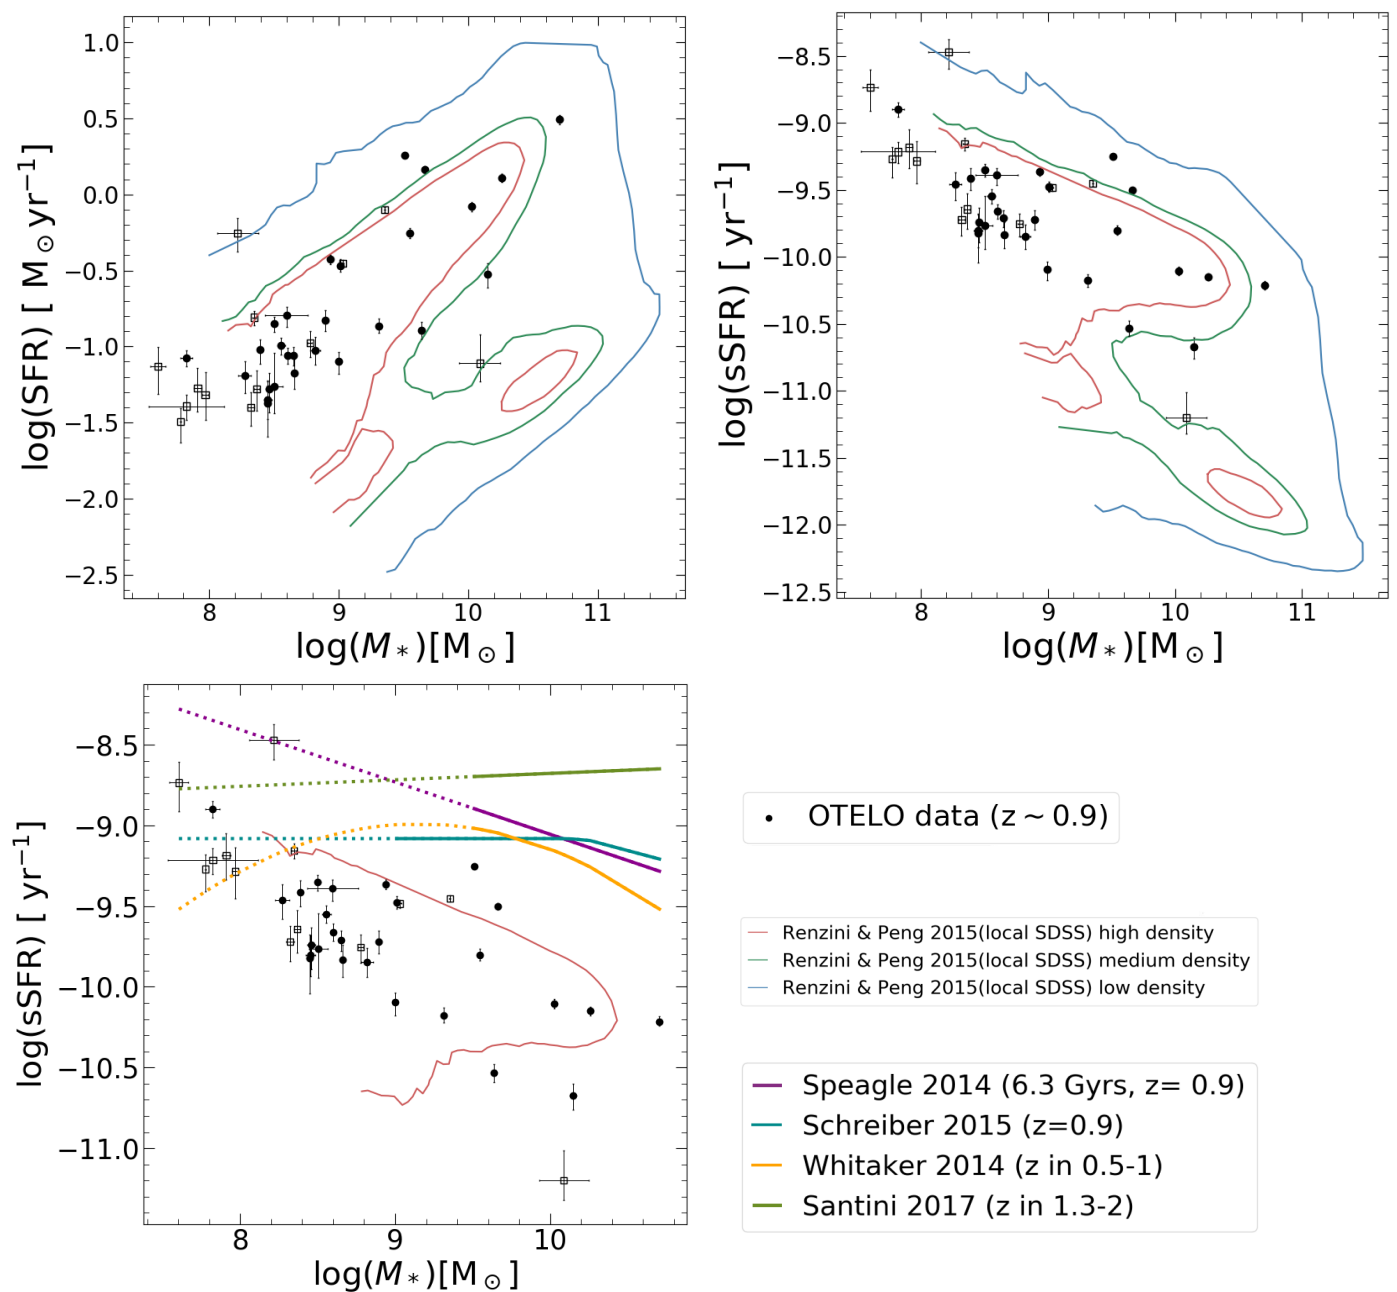 1.0
0.5
0.0
−0.5
−1.0
−1.5
−2.0
−2.5
log(SFR) [ M⊙yr⁻¹]
8 9 10 11
log(M∗)[M⊙]
−8.5
−9.0
−9.5
−10.0
−10.5
−11.0
−11.5
−12.0
−12.5
log(sSFR) [ yr⁻¹]
8 9 10 11
log(M∗)[M⊙]
−8.5
−9.0
−9.5
−10.0
−10.5
−11.0
log(sSFR) [ yr⁻¹]
8 9 10
log(M∗)[M⊙]
OTELO data (z ∼ 0.9)
Renzini & Peng 2015(local SDSS) high density
Renzini & Peng 2015(local SDSS) medium density
Renzini & Peng 2015(local SDSS) low density
Speagle 2014 (6.3 Gyrs, z= 0.9)
Schreiber 2015 (z=0.9)
Whitaker 2014 (z in 0.5-1)
Santini 2017 (z in 1.3-2)